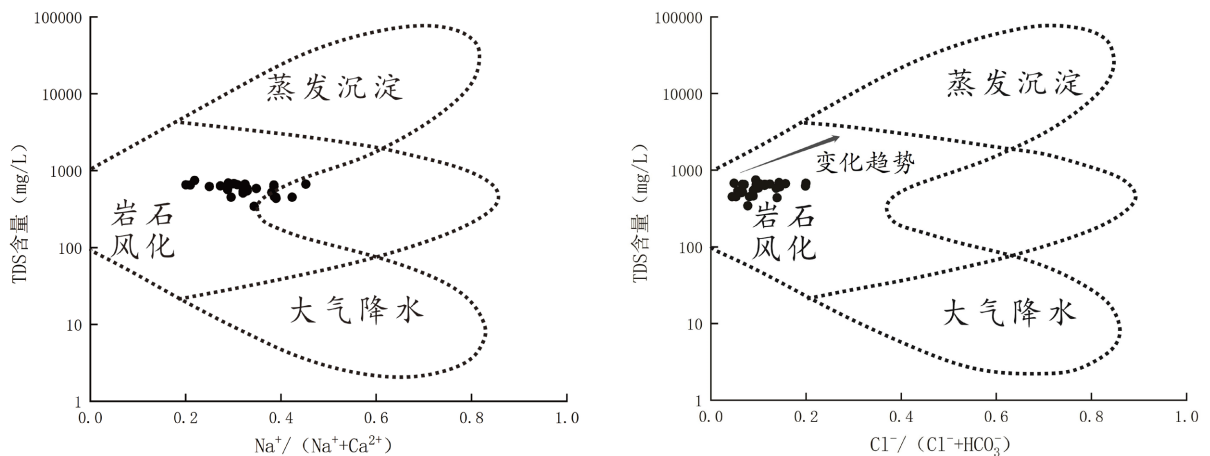 100000
10000
1000
100
10
1
TDS含量（mg/L）
蒸发沉淀
岩石
风化
大气降水
0.0 0.2 0.4 0.6 0.8 1.0
Na⁺/（Na⁺+Ca²⁺）
100000
10000
1000
100
10
1
TDS含量（mg/L）
蒸发沉淀
变化趋势
岩石
风化
大气降水
0.0 0.2 0.4 0.6 0.8 1.0
Cl⁻/（Cl⁻+HCO₃⁻）